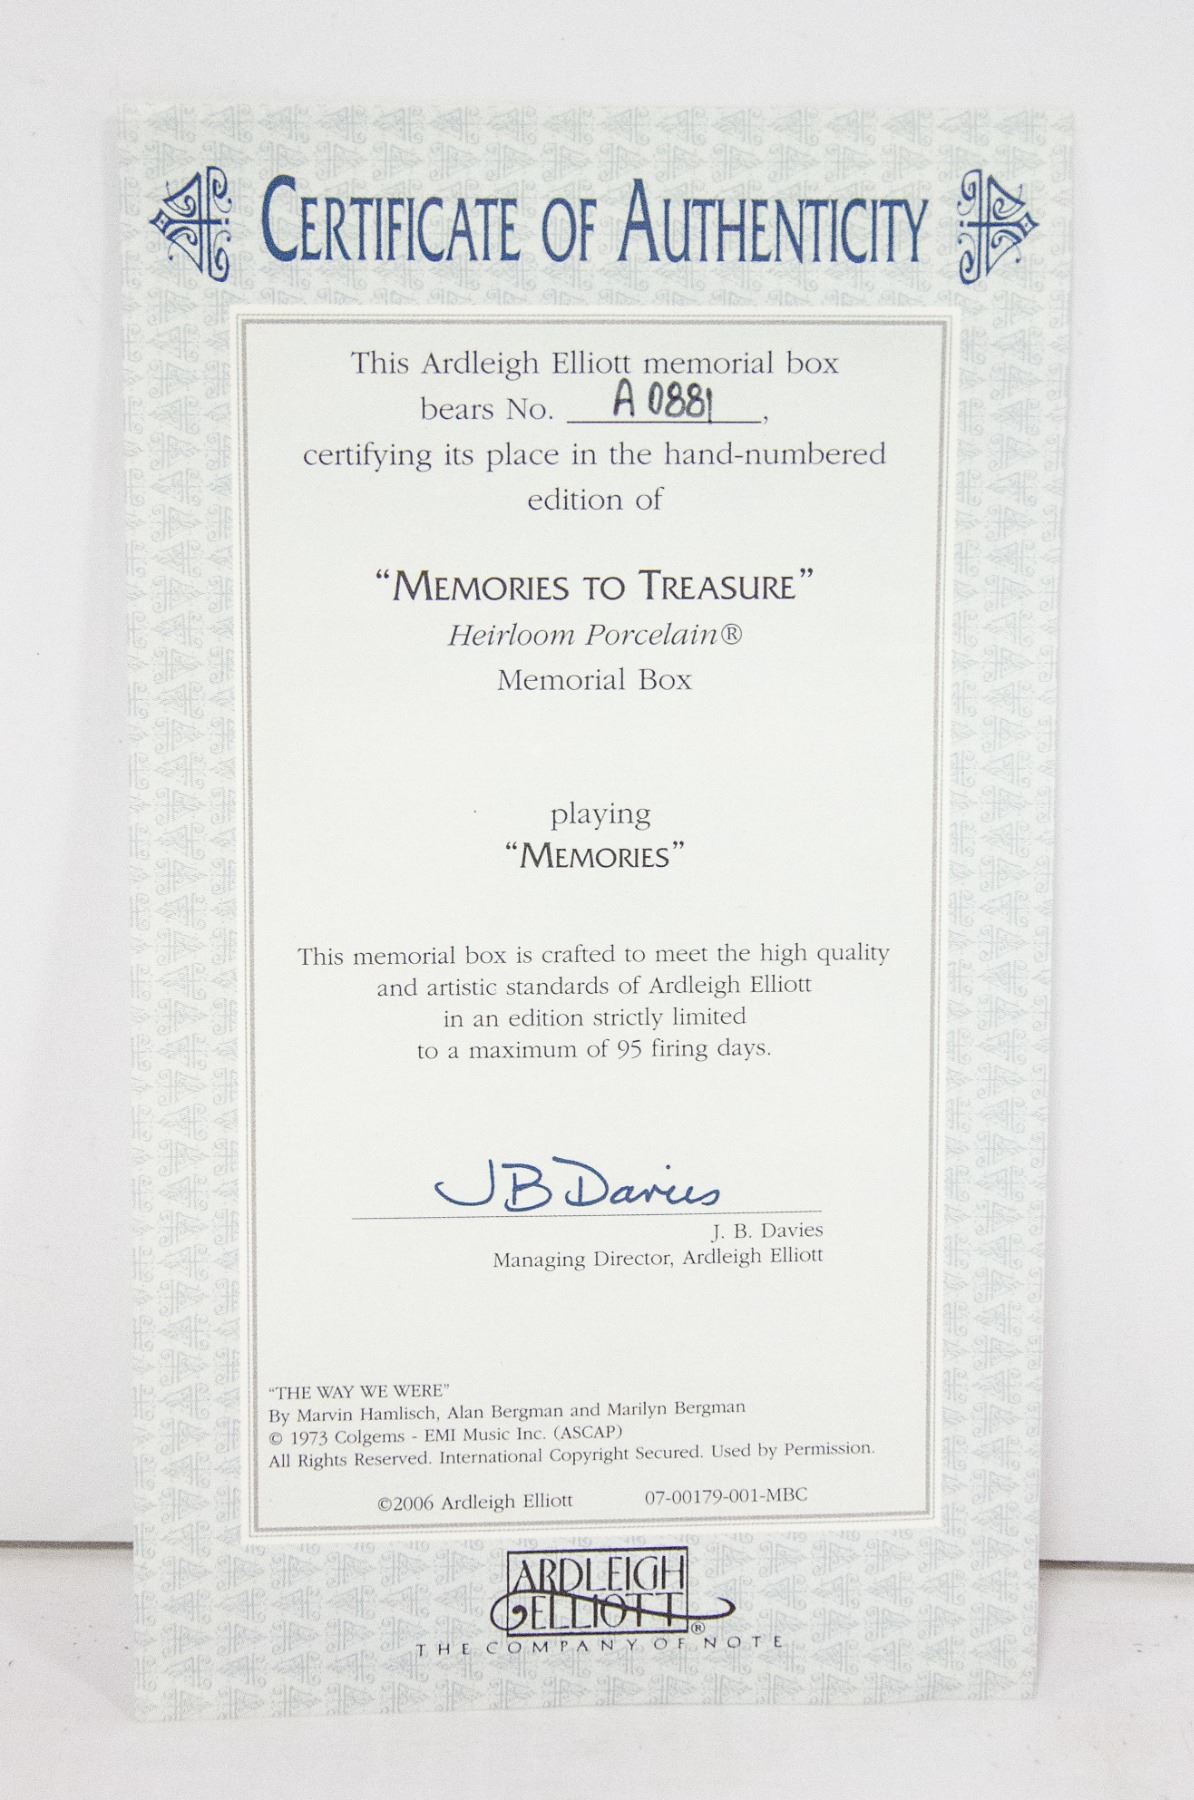 CERTIFICATE OF AUTHENTICITY
This Ardleigh Elliott memorial box
bears No. A 0881,
certifying its place in the hand-numbered
edition of
“MEMORIES TO TREASURE”
Heirloom Porcelain®
Memorial Box
playing
“MEMORIES”
This memorial box is crafted to meet the high quality
and artistic standards of Ardleigh Elliott
in an edition strictly limited
to a maximum of 95 firing days.
JB Davies
J. B. Davies
Managing Director, Ardleigh Elliott
“THE WAY WE WERE”
By Marvin Hamlisch, Alan Bergman and Marilyn Bergman
© 1973 Colgems - EMI Music Inc. (ASCAP)
All Rights Reserved. International Copyright Secured. Used by Permission.
©2006 Ardleigh Elliott 07-00179-001-MBC
ARDLEIGH
ELLIOTT®
THE COMPANY OF NOTE